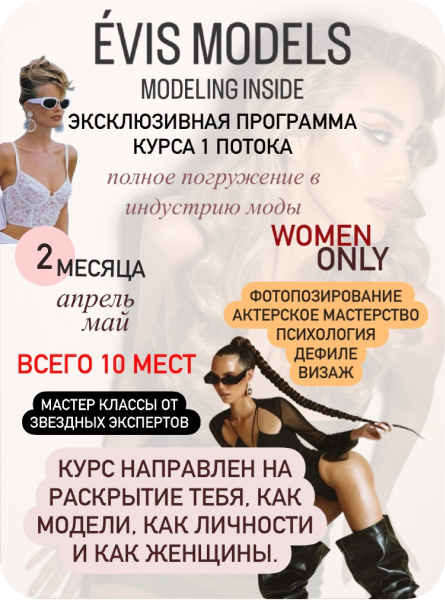 ÉVIS MODELS
MODELING INSIDE
ЭКСКЛЮЗИВНАЯ ПРОГРАММА
КУРСА 1 ПОТОКА
полное погружение в
индустрию моды
WOMEN
ONLY
2 МЕСЯЦА
апрель
май
ФОТОПОЗИРОВАНИЕ
АКТЕРСКОЕ МАСТЕРСТВО
ПСИХОЛОГИЯ
ДЕФИЛЕ
ВИЗАЖ
ВСЕГО 10 МЕСТ
МАСТЕР КЛАССЫ ОТ
ЗВЕЗДНЫХ ЭКСПЕРТОВ
КУРС НАПРАВЛЕН НА
РАСКРЫТИЕ ТЕБЯ, КАК
МОДЕЛИ, КАК ЛИЧНОСТИ
И КАК ЖЕНЩИНЫ.